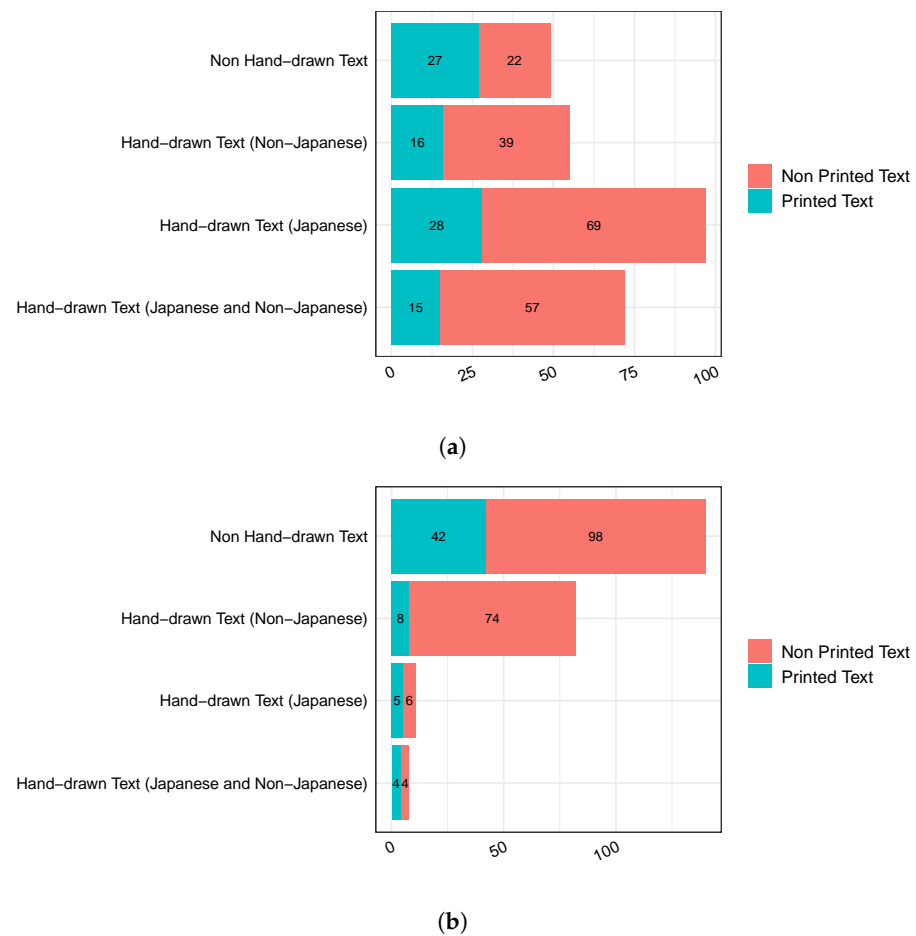 Non Hand−drawn Text
27 22
Hand−drawn Text (Non−Japanese)
16 39
Hand−drawn Text (Japanese)
28 69
Hand−drawn Text (Japanese and Non−Japanese)
15 57
0 25 50 75 100
Non Printed Text
Printed Text
(a)
Non Hand−drawn Text
42 98
Hand−drawn Text (Non−Japanese)
8 74
Hand−drawn Text (Japanese)
5 6
Hand−drawn Text (Japanese and Non−Japanese)
4 4
0 50 100
Non Printed Text
Printed Text
(b)